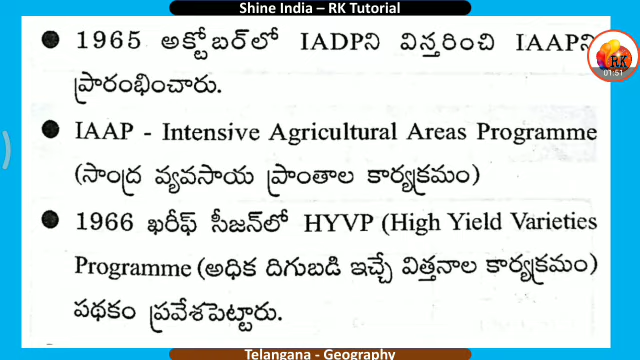 Shine India – RK Tutorial
● 1965 అక్టోబర్‌లో IADPని విస్తరించి IAAPని
ప్రారంభించారు.
● IAAP - Intensive Agricultural Areas Programme
(సాంద్ర వ్యవసాయ ప్రాంతాల కార్యక్రమం)
● 1966 ఖరీఫ్ సీజన్‌లో HYVP (High Yield Varieties
Programme (అధిక దిగుబడి ఇచ్చే విత్తనాల కార్యక్రమం)
పథకం ప్రవేశపెట్టారు.
RK
01:51
Telangana - Geography